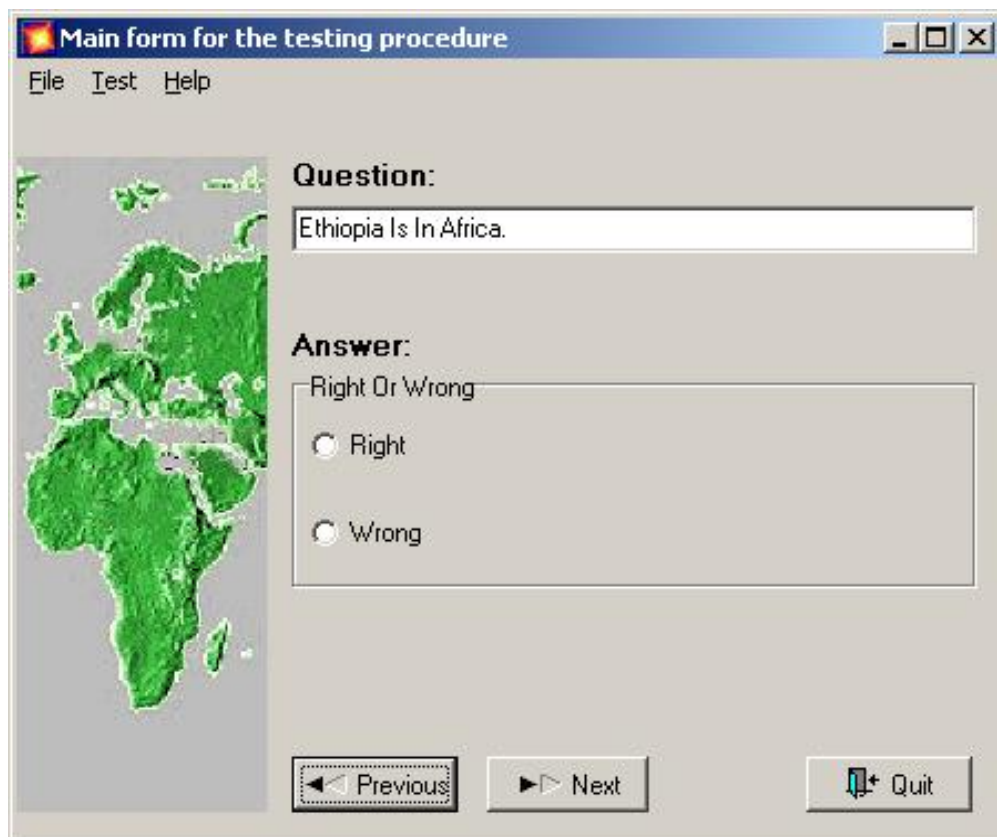 Main form for the testing procedure
File Test Help
Question:
Ethiopia Is In Africa.
Answer:
Right Or Wrong
Right
Wrong
Previous Next Quit